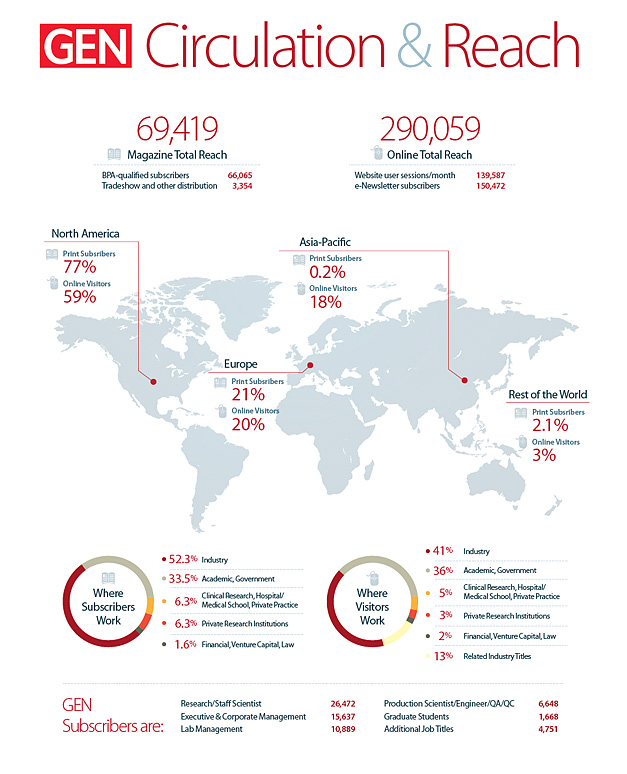 GEN Circulation & Reach
69,419
Magazine Total Reach
BPA-qualified subscribers 66,065
Tradeshow and other distribution 3,354
290,059
Online Total Reach
Website user sessions/month 139,587
e-Newsletter subscribers 150,472
North America
Print Subsribers
77%
Online Visitors
59%
Asia-Pacific
Print Subsribers
0.2%
Online Visitors
18%
Europe
Print Subsribers
21%
Online Visitors
20%
Rest of the World
Print Subsribers
2.1%
Online Visitors
3%
Where
Subscribers
Work
52.3% Industry
33.5% Academic, Government
6.3% Clinical Research, Hospital/
Medical School, Private Practice
6.3% Private Research Institutions
1.6% Financial, Venture Capital, Law
Where
Visitors
Work
41% Industry
36% Academic, Government
5% Clinical Research, Hospital/
Medical School, Private Practice
3% Private Research Institutions
2% Financial, Venture Capital, Law
13% Related Industry Titles
GEN
Subscribers are:
Research/Staff Scientist 26,472
Executive & Corporate Management 15,637
Lab Management 10,889
Production Scientist/Engineer/QA/QC 6,648
Graduate Students 1,668
Additional Job Titles 4,751